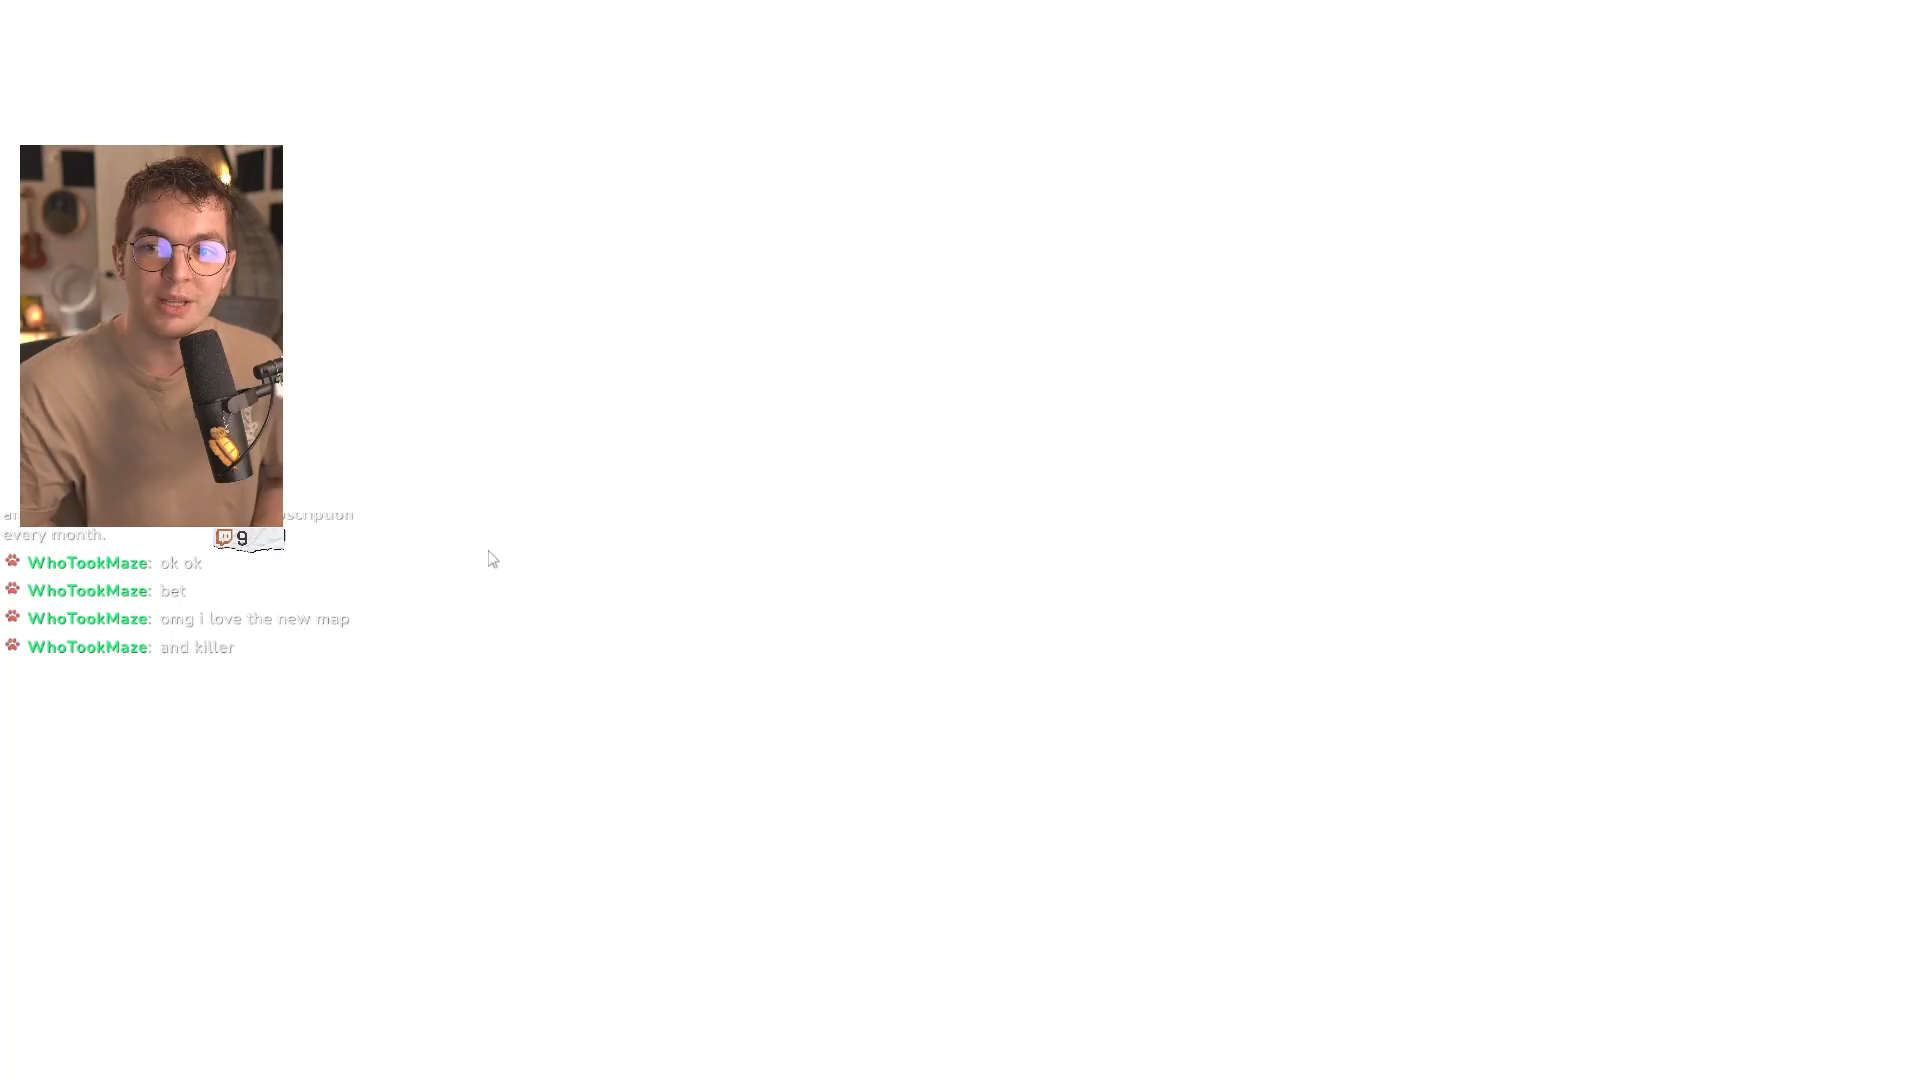 every month.
9
WhoTookMaze: ok ok
WhoTookMaze: bet
WhoTookMaze: omg i love the new map
WhoTookMaze: and killer